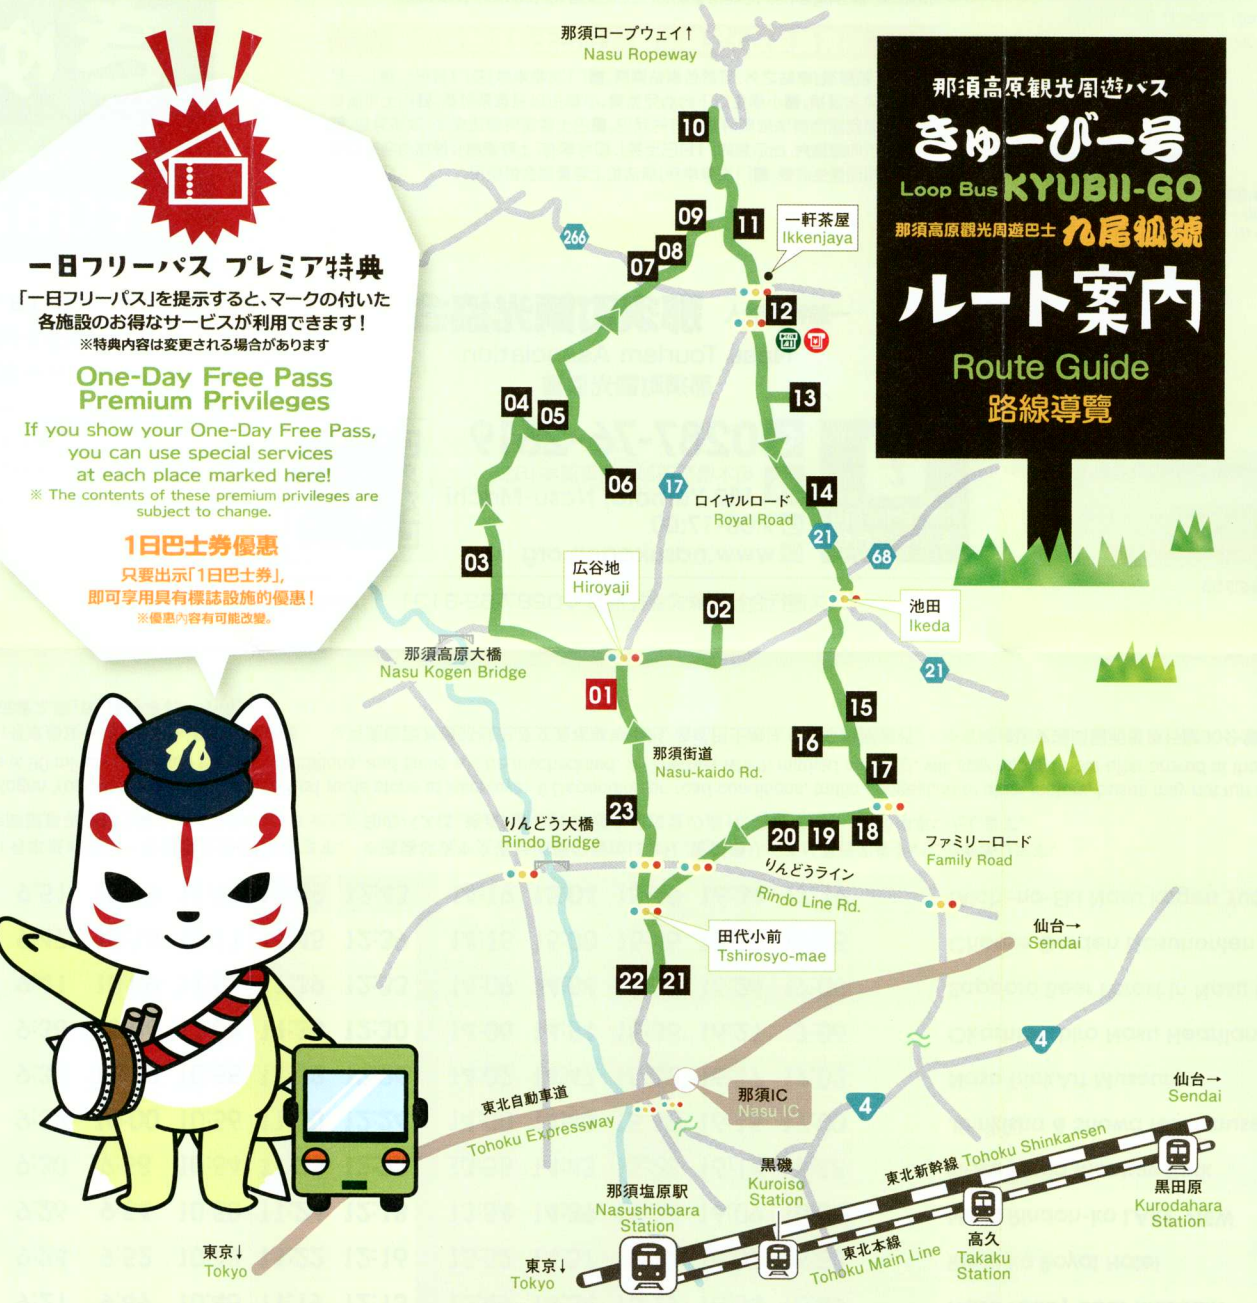 一日フリーパス プレミア特典
「一日フリーパス」を提示すると、マークの付いた
各施設のお得なサービスが利用できます!
※特典内容は変更される場合があります
One-Day Free Pass
Premium Privileges
If you show your One-Day Free Pass,
you can use special services
at each place marked here!
※ The contents of these premium privileges are
subject to change.
1日巴士券優惠
只要出示「1日巴士券」,
即可享用具有標誌設施的優惠!
※優惠內容有可能改變。
九
那須高原観光周遊バス
きゅーびー号
Loop Bus KYUBII-GO
那須高原觀光周遊巴士 九尾狐號
ルート案内
Route Guide
路線導覽
那須ロープウェイ↑
Nasu Ropeway
10
09
11
一軒茶屋
Ikkenjaya
266
08
07
12
13
04
05
06
17
ロイヤルロード
Royal Road
14
21
68
03
広谷地
Hiroyaji
02
池田
Ikeda
那須高原大橋
Nasu Kogen Bridge
21
01
15
16
那須街道
Nasu-kaido Rd.
17
23
りんどう大橋
Rindo Bridge
20
19
18
ファミリーロード
Family Road
りんどうライン
Rindo Line Rd.
田代小前
Tshirosyo-mae
仙台→
Sendai
22
21
4
那須IC
Nasu IC
4
東北自動車道
Tohoku Expressway
仙台→
Sendai
東北新幹線 Tohoku Shinkansen
黒磯
Kuroiso
Station
那須塩原駅
Nasushiobara
Station
黒田原
Kurodahara
Station
高久
Takaku
Station
東北本線
Tohoku Main Line
東京↓
Tokyo
東京↓
Tokyo